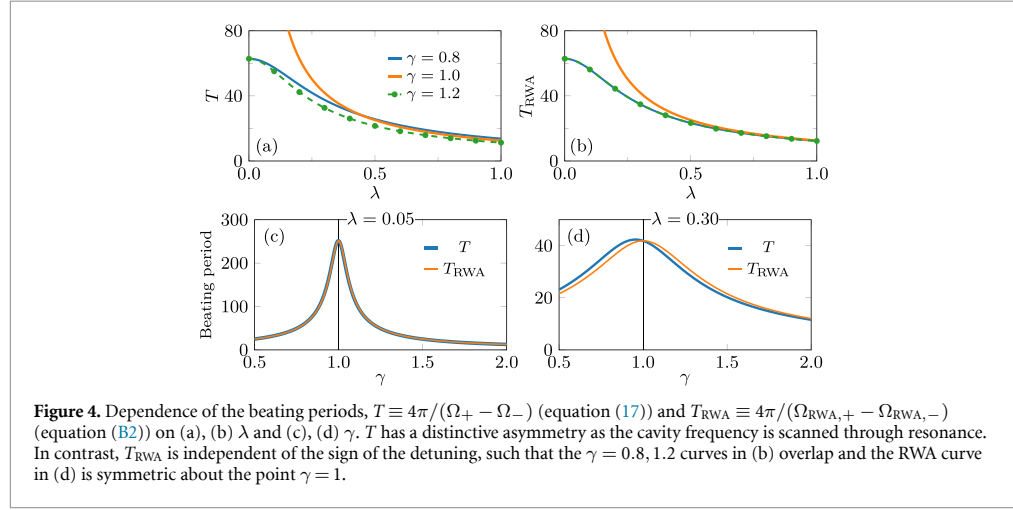 80
40
0
T
(a)
γ = 0.8
γ = 1.0
γ = 1.2
0.0 0.5 1.0
λ
80
40
0
T_RWA
(b)
0.0 0.5 1.0
λ
300
200
100
0
Beating period
(c)
λ = 0.05
T
T_RWA
0.5 1.0 1.5 2.0
γ
40
20
0
(d)
λ = 0.30
T
T_RWA
0.5 1.0 1.5 2.0
γ
Figure 4. Dependence of the beating periods, T ≡ 4π/(Ω₊ − Ω₋) (equation (17)) and T_RWA ≡ 4π/(Ω_RWA,+ − Ω_RWA,−)
(equation (B2)) on (a), (b) λ and (c), (d) γ. T has a distinctive asymmetry as the cavity frequency is scanned through resonance.
In contrast, T_RWA is independent of the sign of the detuning, such that the γ = 0.8, 1.2 curves in (b) overlap and the RWA curve
in (d) is symmetric about the point γ = 1.